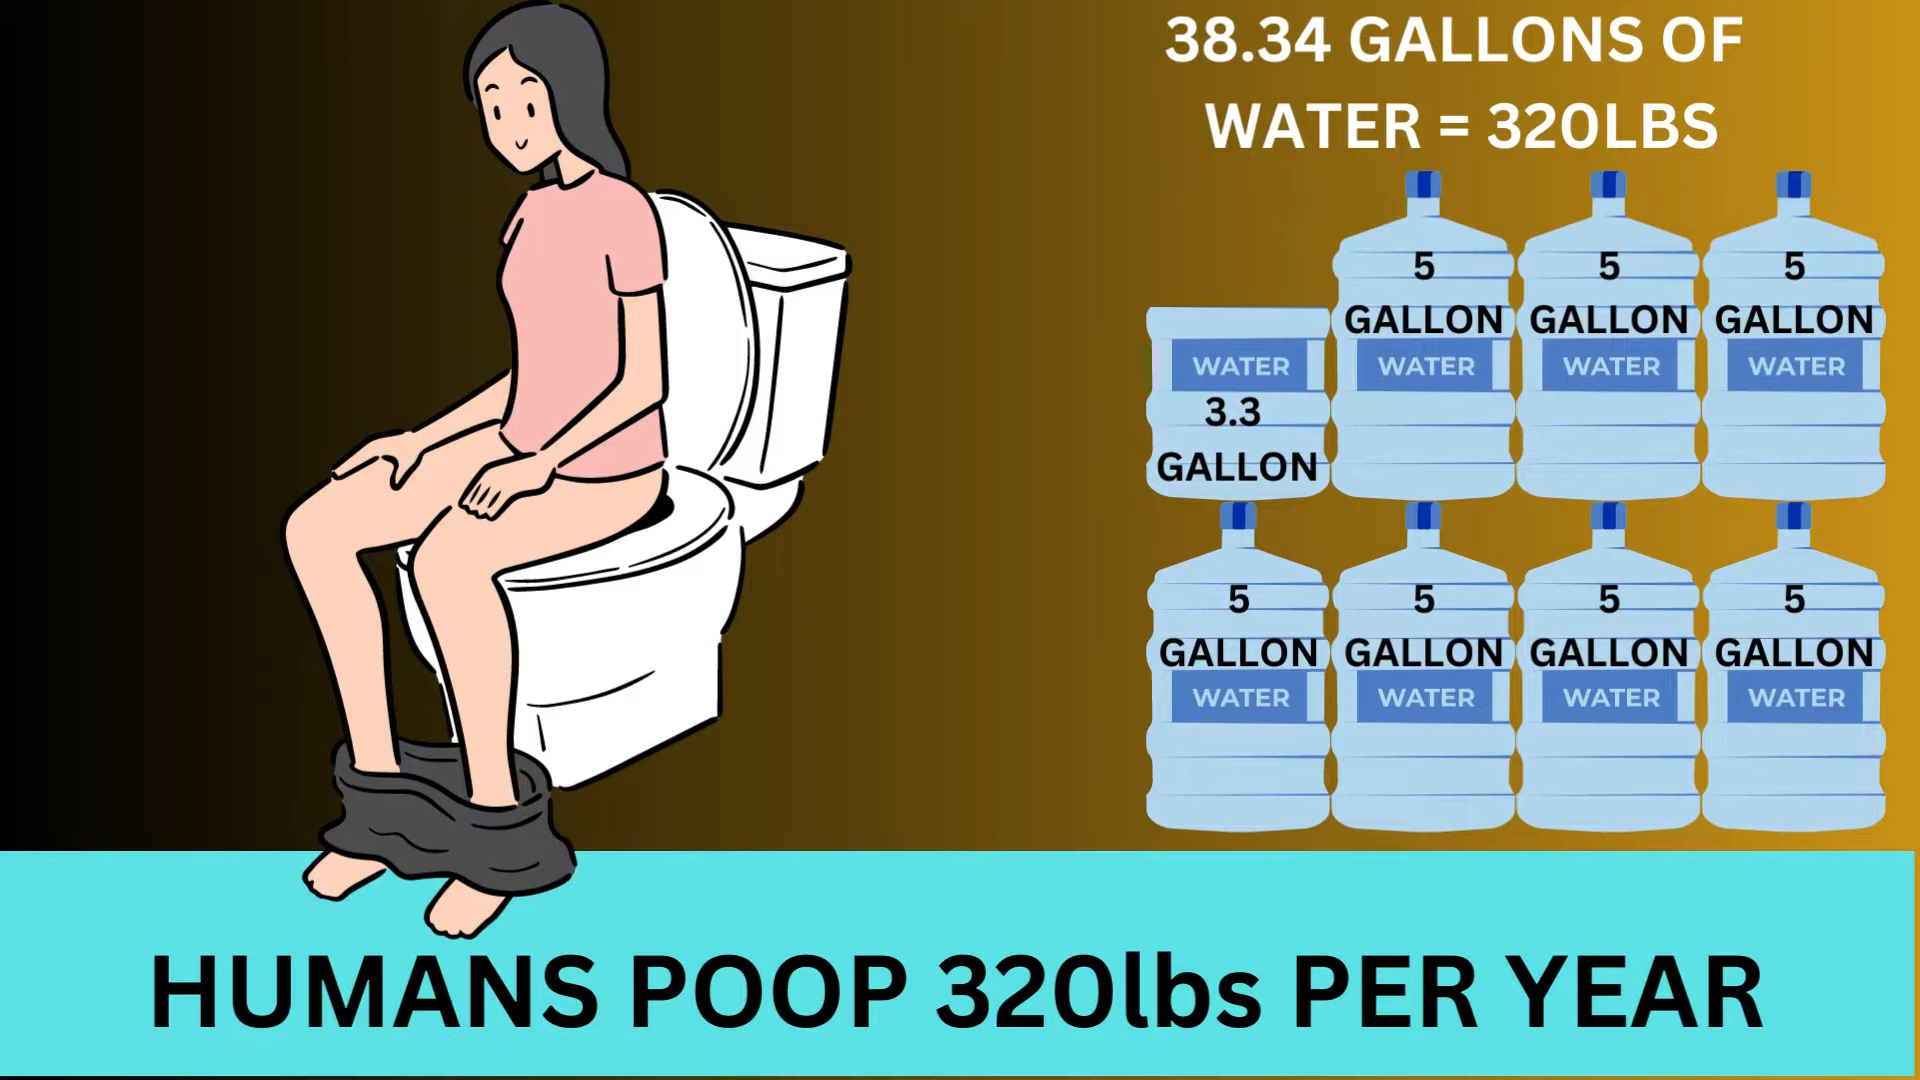 38.34 GALLONS OF
WATER = 320LBS
5 5 5
GALLON GALLON GALLON
WATER WATER WATER WATER
3.3
GALLON
5 5 5 5
GALLON GALLON GALLON GALLON
WATER WATER WATER WATER
HUMANS POOP 320lbs PER YEAR